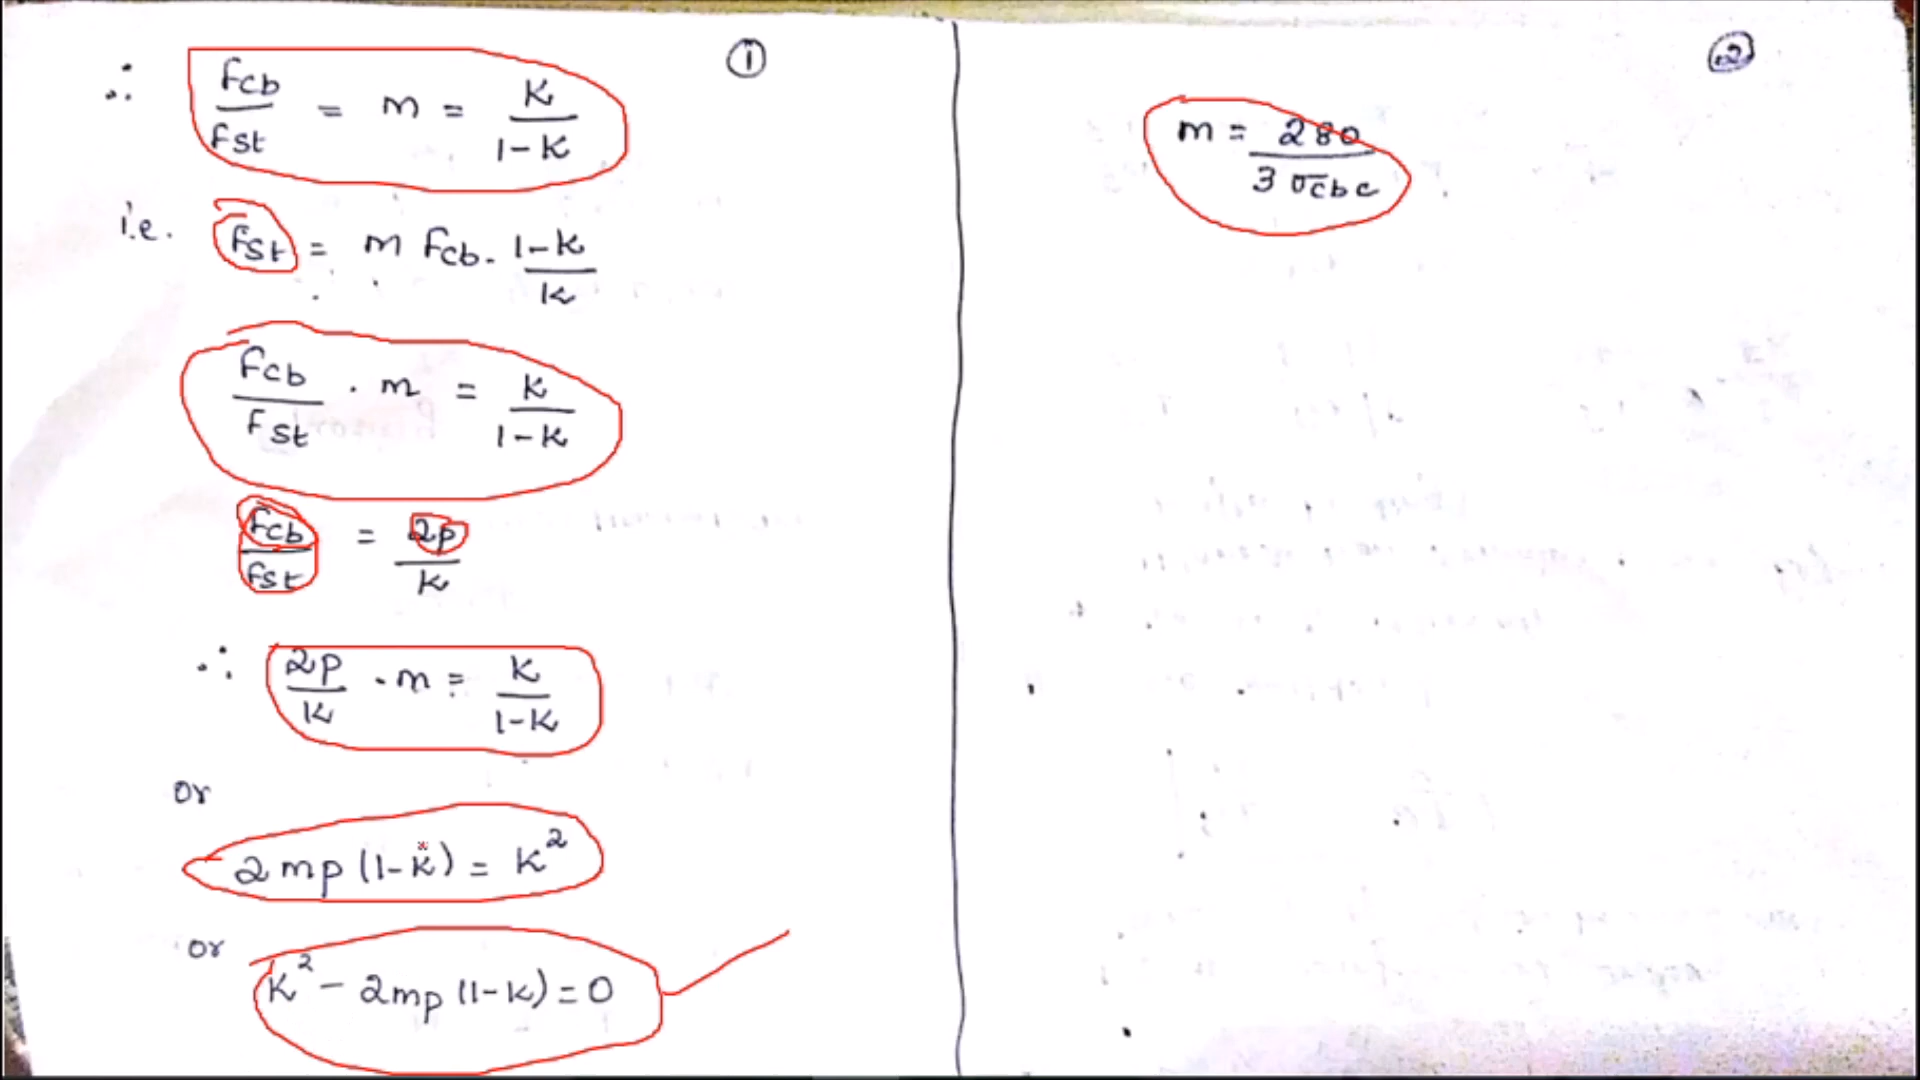 ①
∴ fcb/fst = m = K/1-K
i.e. fst = m fcb. 1-k/k
fcb/fst . m = K/1-K
fcb/fst = 2p/k
∴ 2p/K . m = K/1-K
or
2mp(1-k) = K²
or
K² - 2mp(1-k) = 0
②
m = 280/3 σcbc